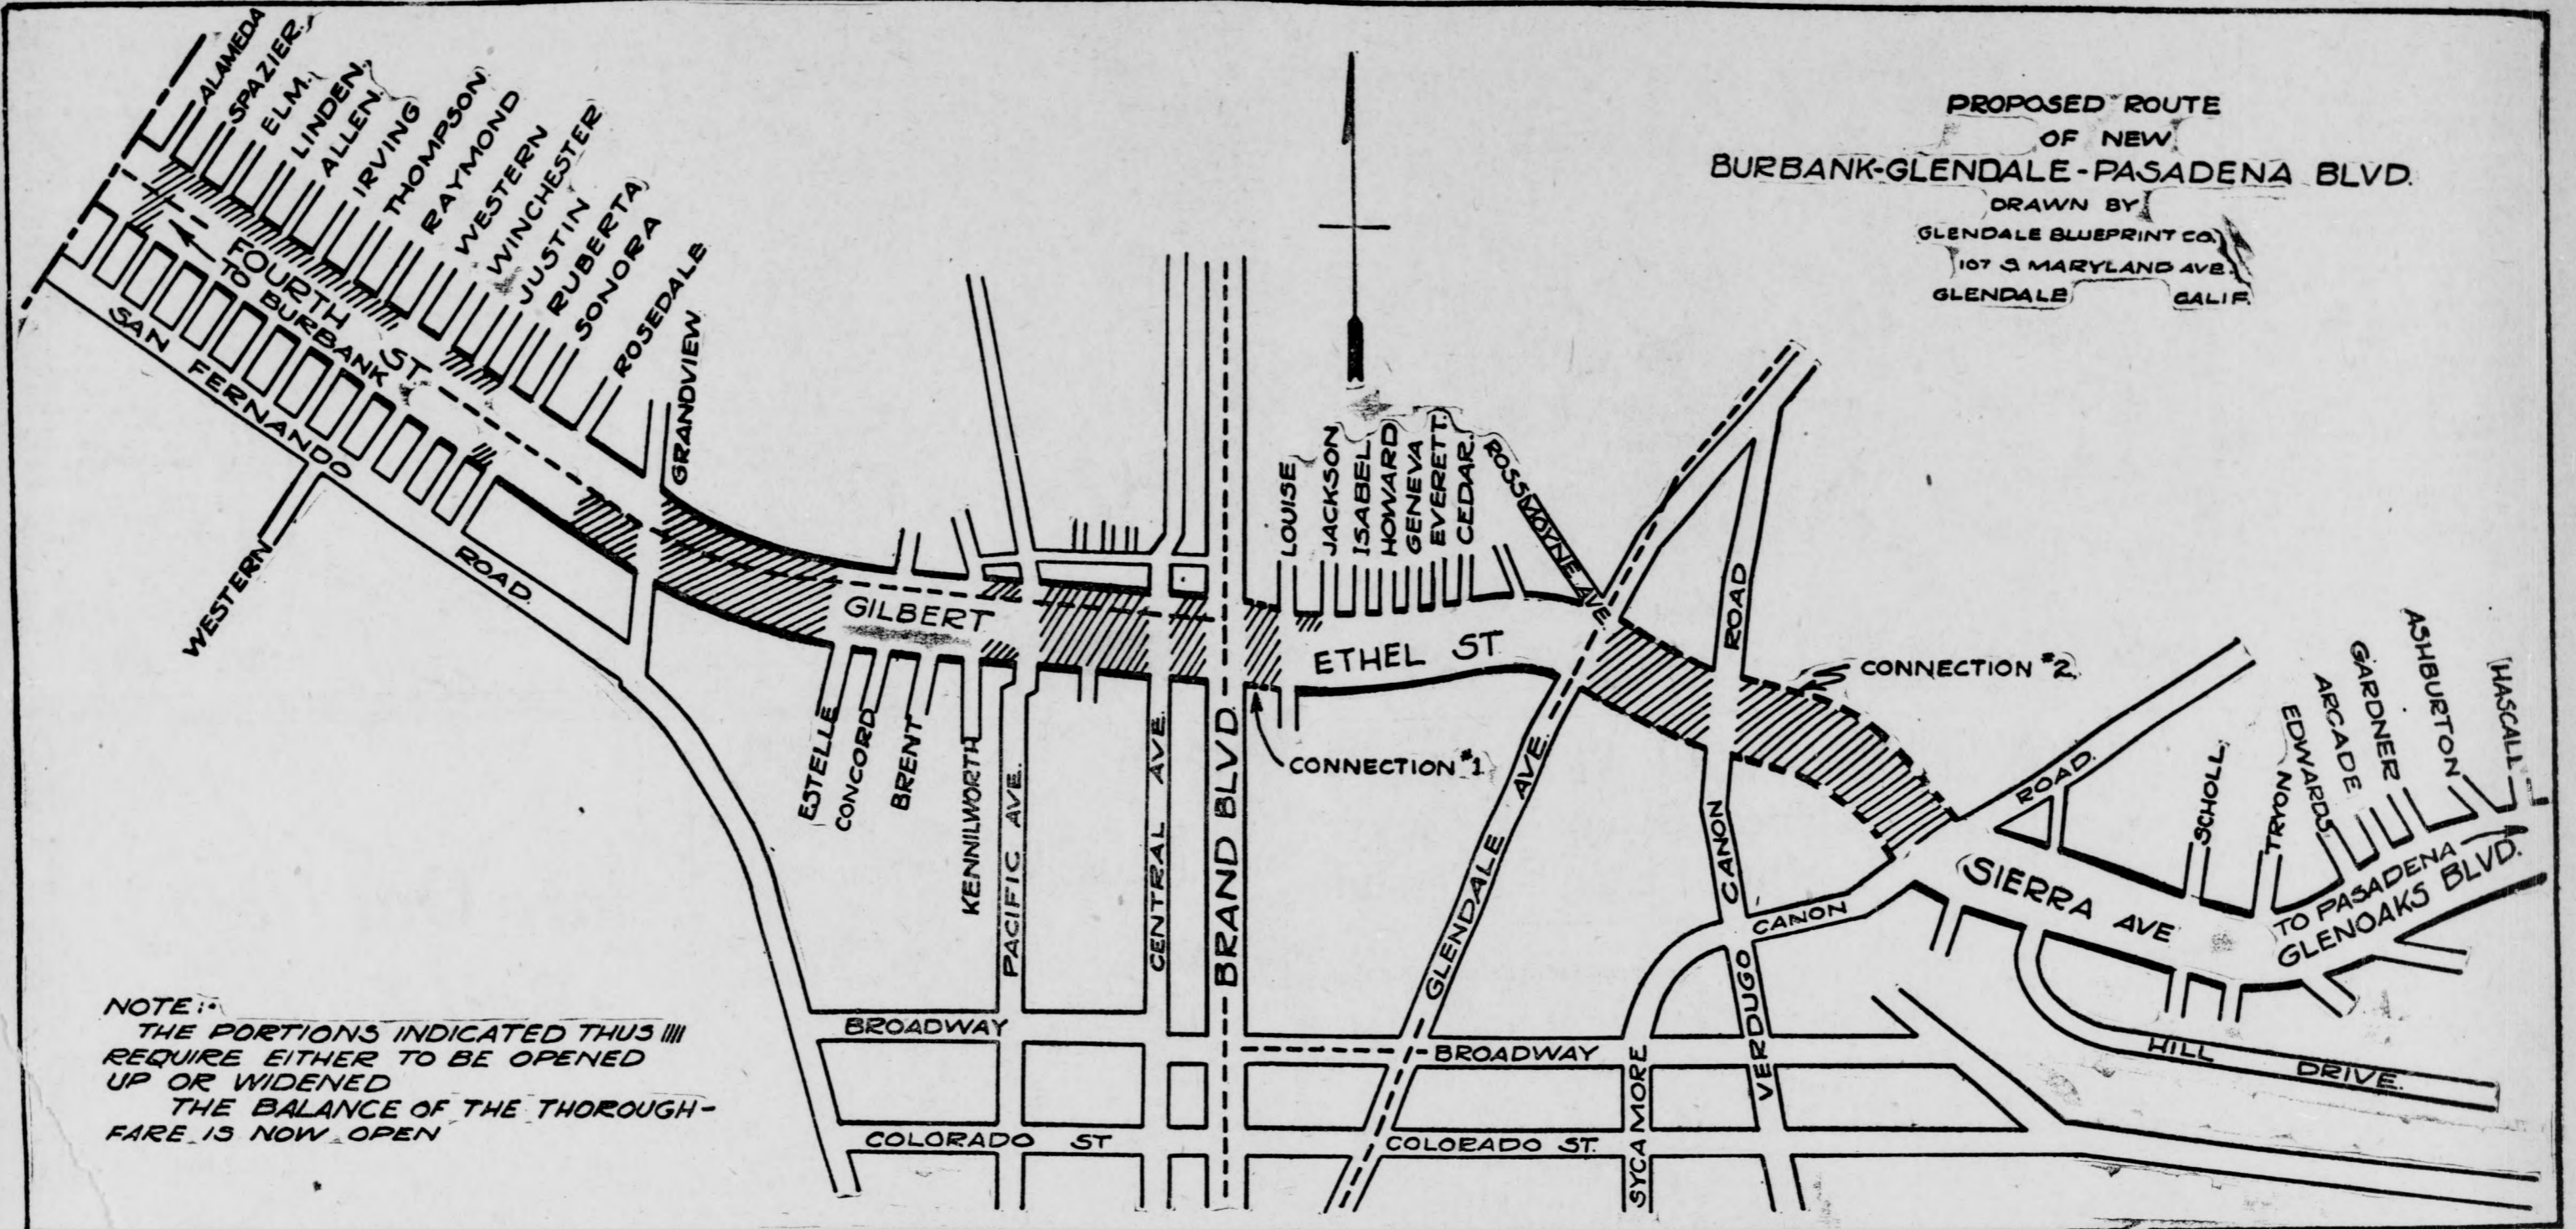 PROPOSED ROUTE
OF NEW
BURBANK-GLENDALE-PASADENA BLVD.
DRAWN BY
GLENDALE BLUEPRINT CO.
107 S MARYLAND AVE.
GLENDALE CALIF.
ALAMEDA
SPAZIER.
ELM.
LINDEN.
ALLEN.
IRVING
THOMPSON
RAYMOND
WESTERN
WINCHESTER
JUSTIN
RUBERTA
SONORA
ROSEDALE
GRANDVIEW
FOURTH ST.
TO BURBANK
SAN FERNANDO ROAD.
WESTERN
GILBERT
ESTELLE
CONCORD
BRENT
KENNILWORTH
PACIFIC AVE.
CENTRAL AVE.
BRAND BLVD.
LOUISE
JACKSON
ISABEL
HOWARD
GENEVA
EVERETT.
CEDAR.
ROSSMOYNE AVE.
ETHEL ST
CONNECTION #1
CONNECTION #2
GLENDALE AVE.
ROAD
CANON
CANON
ROAD.
VERDUGO
SYCAMORE
SIERRA AVE
SCHOLL.
TRYON
EDWARDS
ARCADE
GARDNER
ASHBURTON
HASCALL
TO PASADENA
GLENOAKS BLVD.
HILL DRIVE.
BROADWAY
BROADWAY
COLORADO ST
COLORADO ST.
NOTE:-
THE PORTIONS INDICATED THUS
REQUIRE EITHER TO BE OPENED
UP OR WIDENED
THE BALANCE OF THE THOROUGH-
FARE IS NOW OPEN